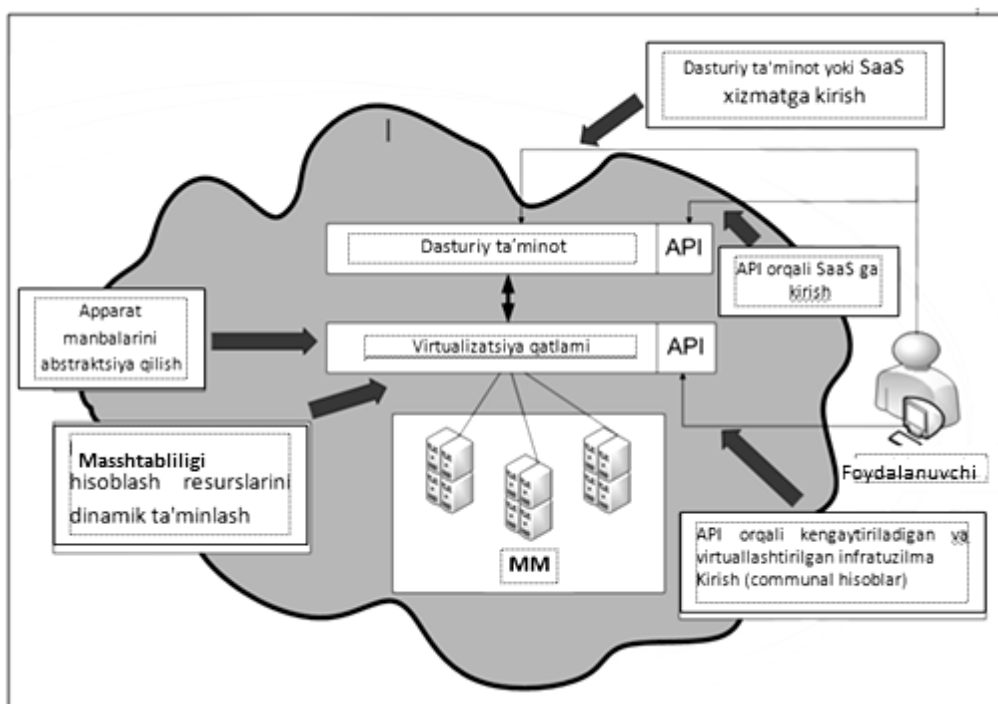 Dasturiy ta'minot yoki SaaS
xizmatga kirish
Dasturiy ta'minot
API
API orqali SaaS ga
kirish
Apparat
manbalarini
abstraktsiya qilish
Virtualizatsiya qatlami
API
Masshtabliligi
hisoblash resurslarini
dinamik ta'minlash
MM
Foydalanuvchi
API orqali kengaytiriladigan va
virtuallashtirilgan infratuzilma
Kirish (communal hisoblar)